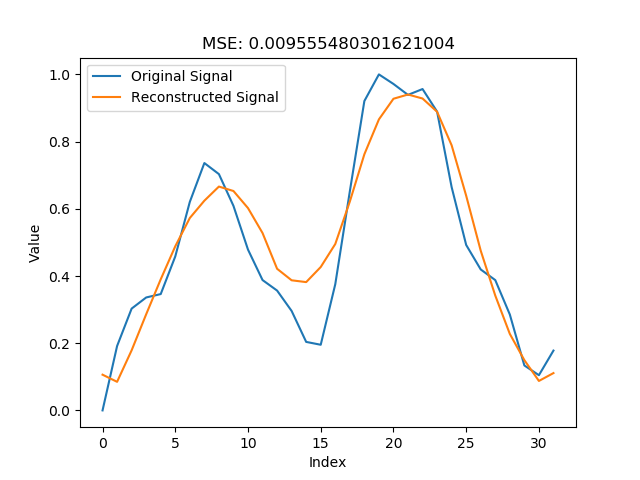 MSE: 0.009555480301621004
Original Signal
Reconstructed Signal
1.0
0.8
0.6
0.4
0.2
0.0
Value
0 5 10 15 20 25 30
Index